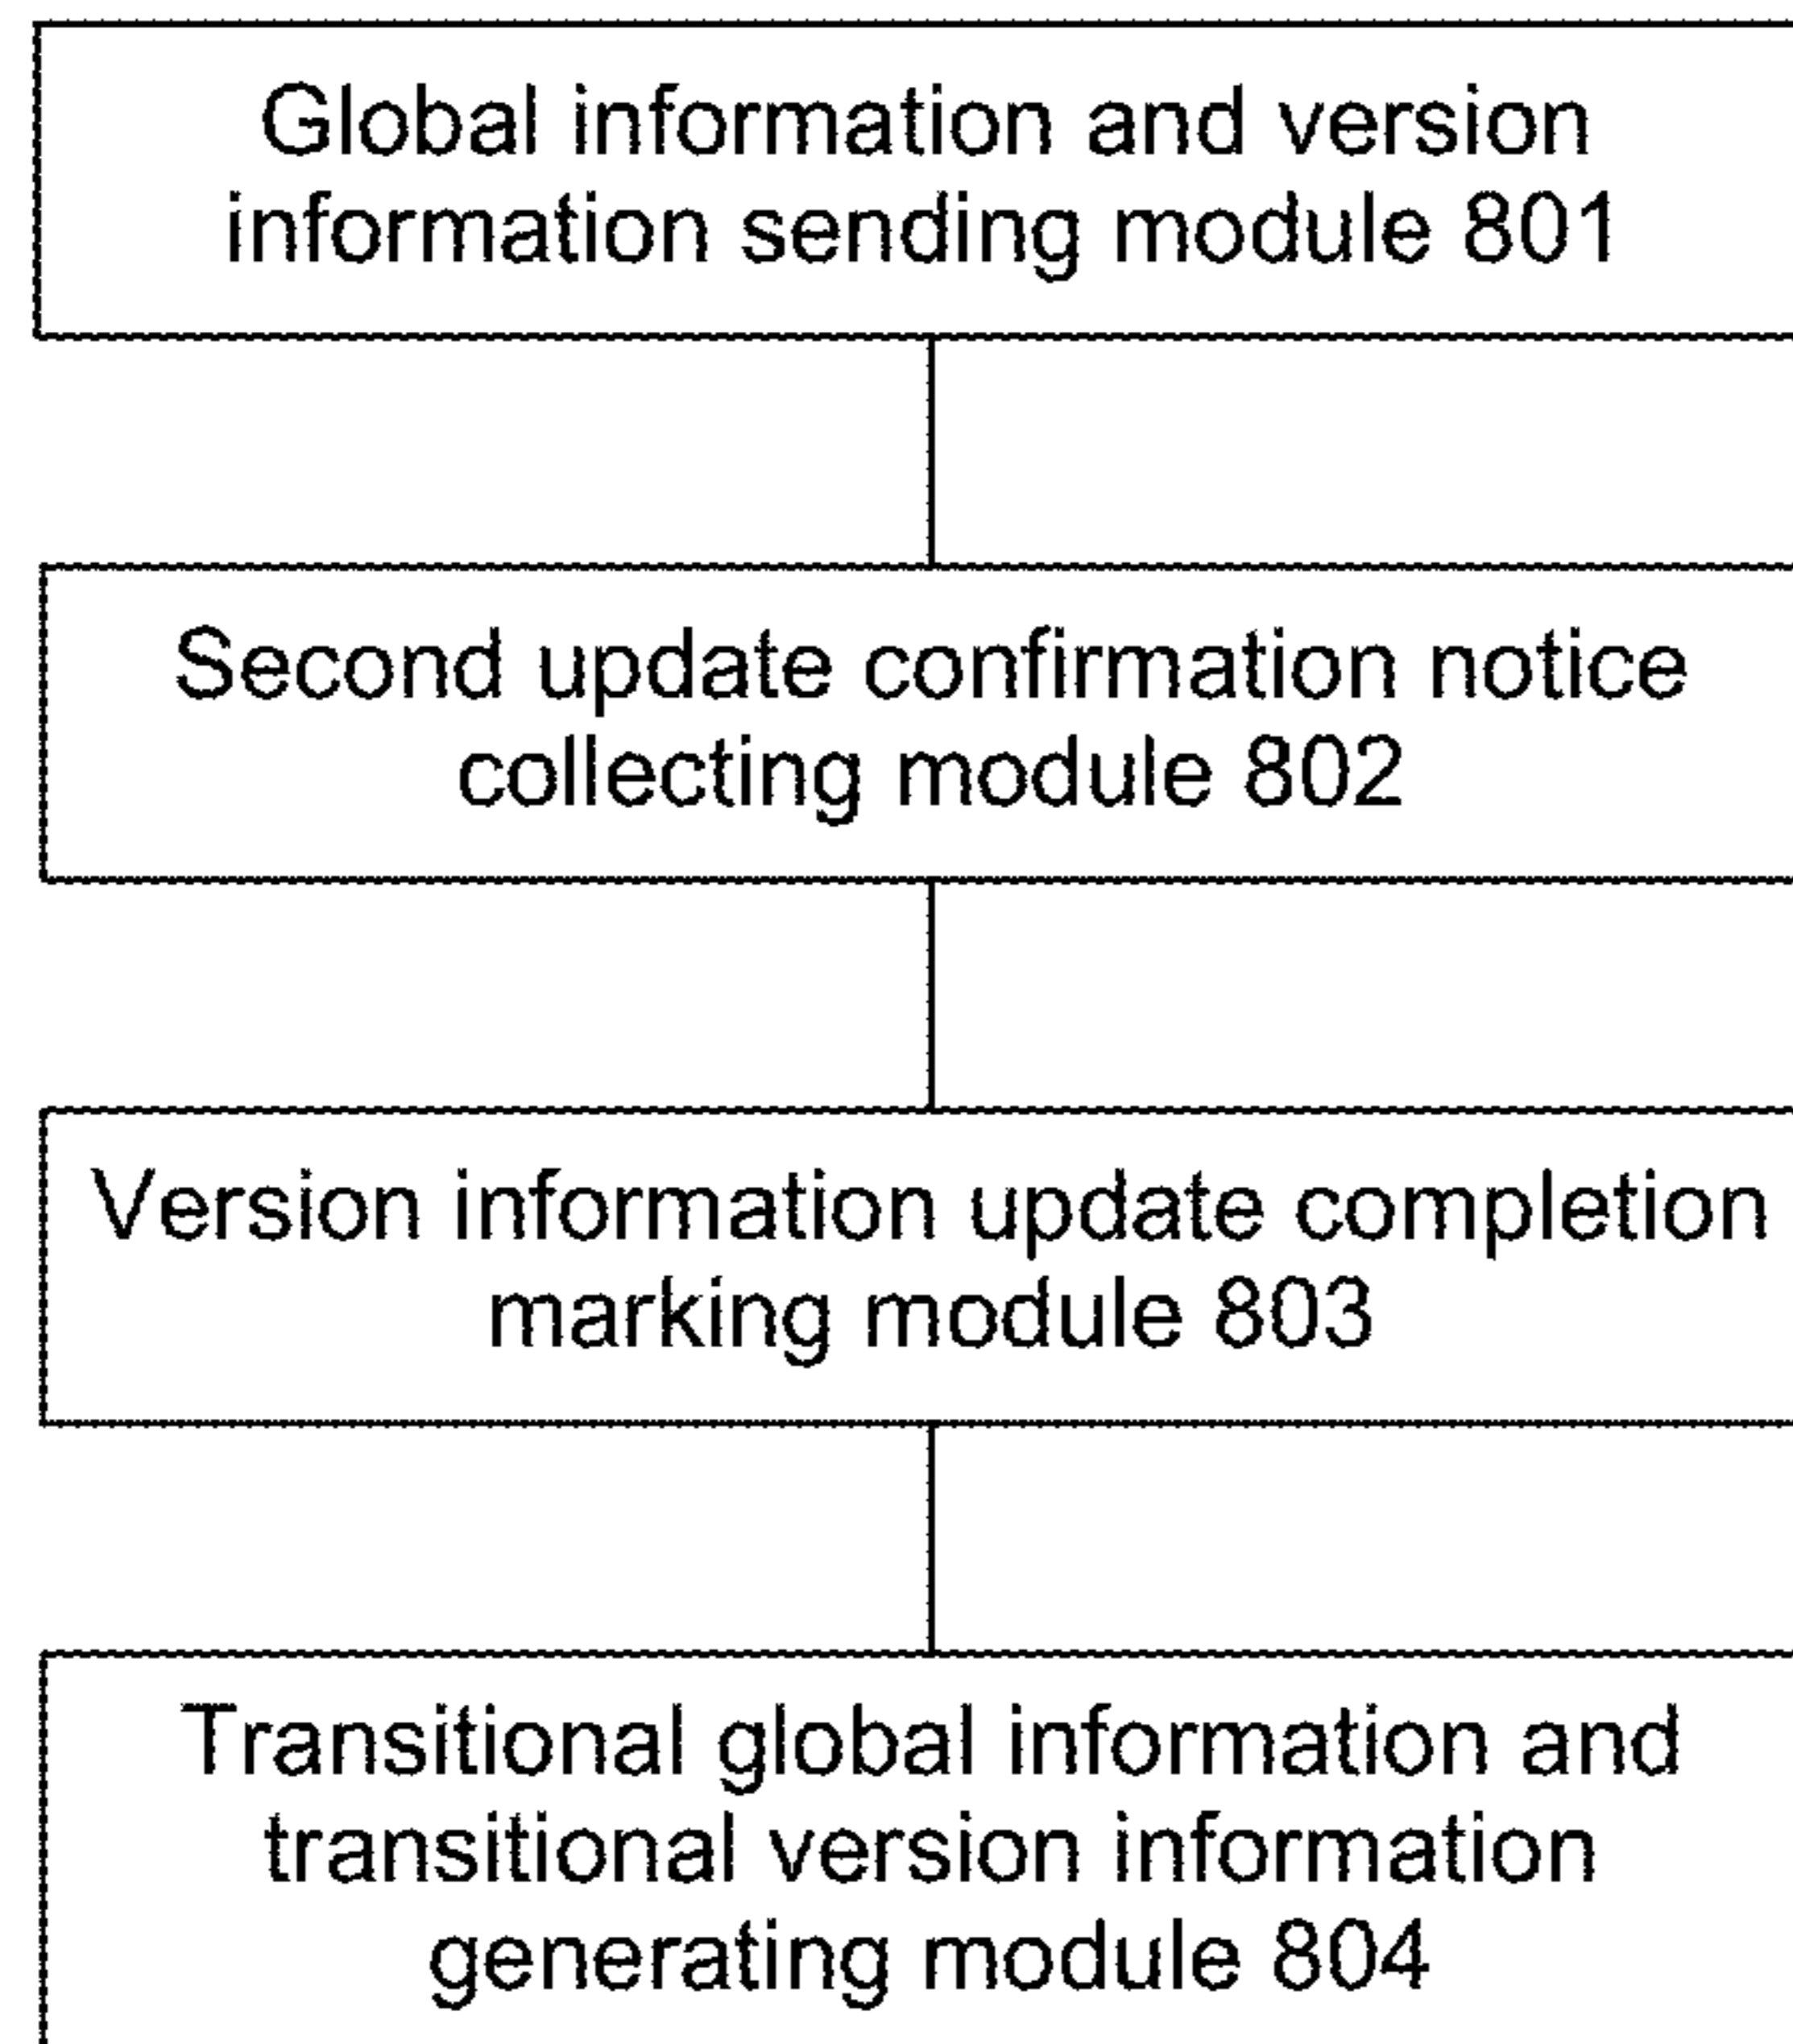 Global information and version
information sending module 801
Second update confirmation notice
collecting module 802
Version information update completion
marking module 803
Transitional global information and
transitional version information
generating module 804